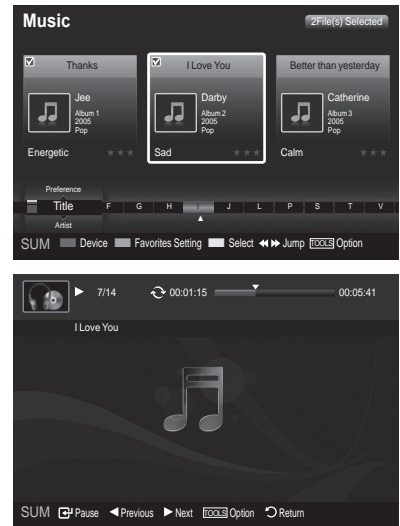 Music
2File(s) Selected
Thanks
I Love You
Better than yesterday
Jee
Album 1
2005
Pop
Darby
Album 2
2005
Pop
Catherine
Album 3
2005
Pop
Energetic ★★★
Sad ★★★
Calm ★★★
Preference
Title F G H I J L P S T V
Artist
SUM Device Favorites Setting Select Jump TOOLS Option
7/14 00:01:15 00:05:41
I Love You
SUM Pause Previous Next TOOLS Option Return